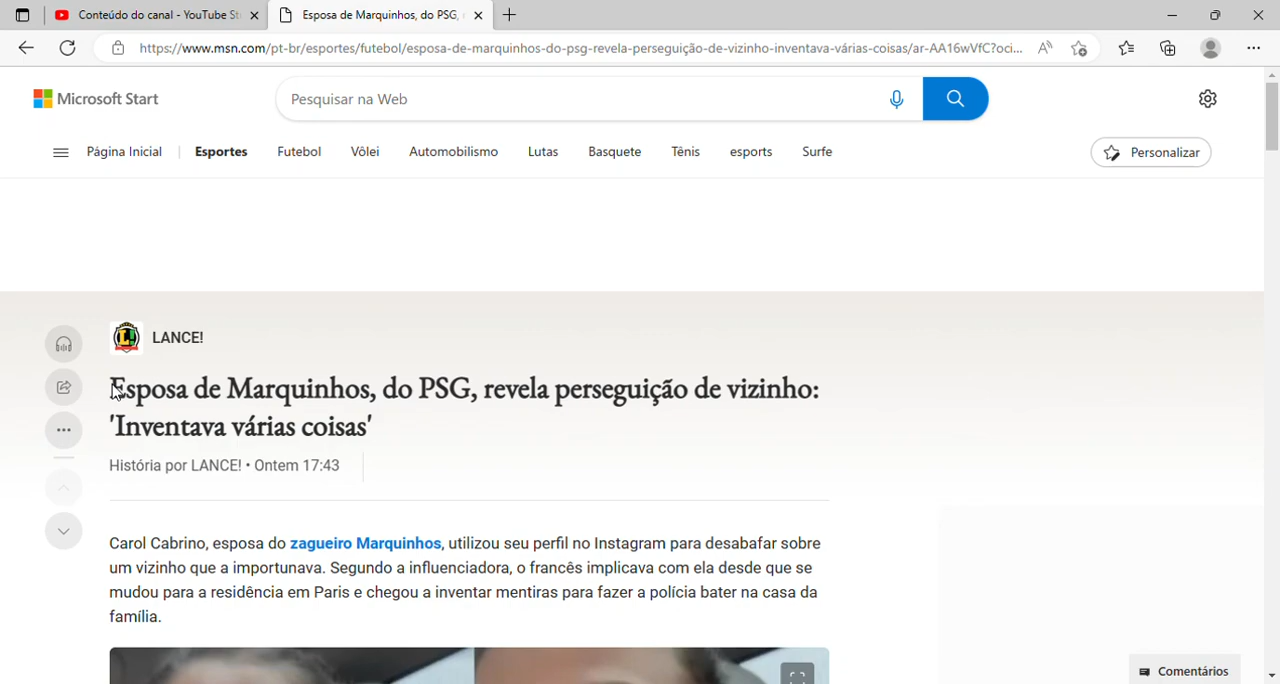 Conteúdo do canal - YouTube St
Esposa de Marquinhos, do PSG,
https://www.msn.com/pt-br/esportes/futebol/esposa-de-marquinhos-do-psg-revela-perseguição-de-vizinho-inventava-várias-coisas/ar-AA16wVfC?oci...
Microsoft Start
Pesquisar na Web
Página Inicial
Esportes
Futebol
Vôlei
Automobilismo
Lutas
Basquete
Tênis
esports
Surfe
Personalizar
LANCE!
Esposa de Marquinhos, do PSG, revela perseguição de vizinho:
'Inventava várias coisas'
História por LANCE! • Ontem 17:43
Carol Cabrino, esposa do zagueiro Marquinhos, utilizou seu perfil no Instagram para desabafar sobre
um vizinho que a importunava. Segundo a influenciadora, o francês implicava com ela desde que se
mudou para a residência em Paris e chegou a inventar mentiras para fazer a polícia bater na casa da
família.
Comentários